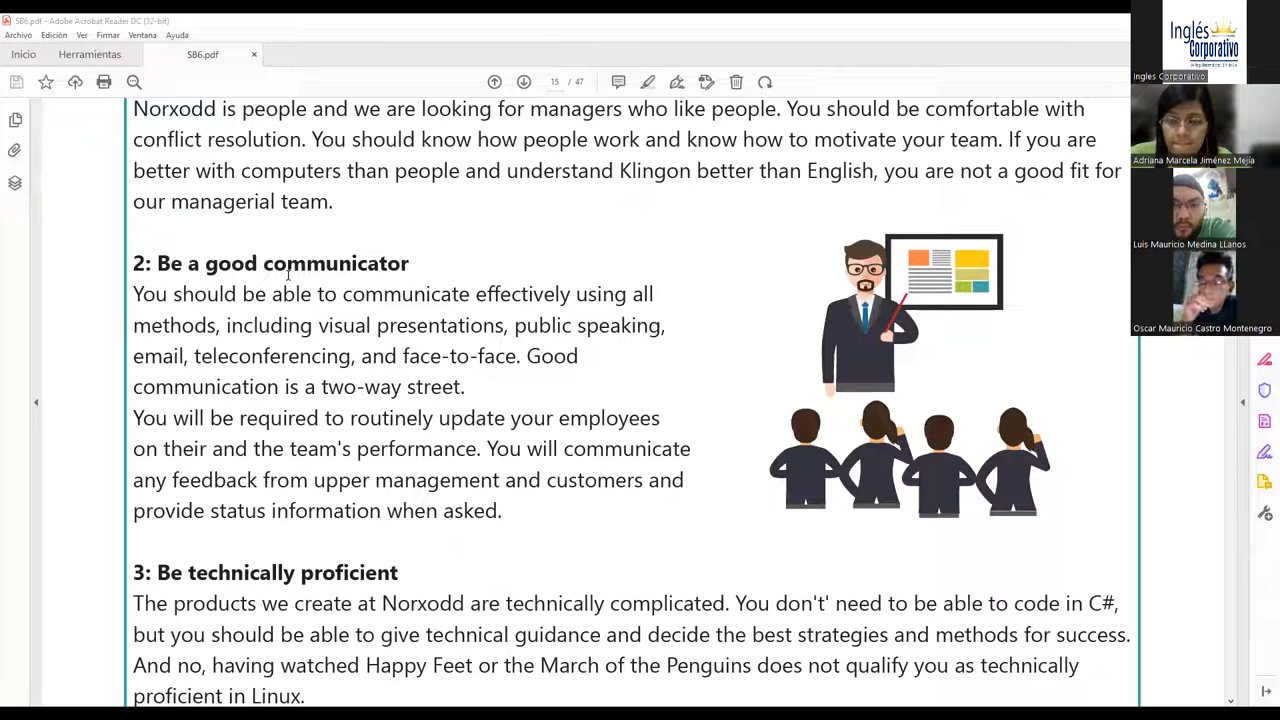 SB6.pdf - Adobe Acrobat Reader DC (32-bit)
Archivo Edición Ver Firmar Ventana Ayuda
Inicio Herramientas SB6.pdf ×
15 / 47
Norxodd is people and we are looking for managers who like people. You should be comfortable with
conflict resolution. You should know how people work and know how to motivate your team. If you are
better with computers than people and understand Klingon better than English, you are not a good fit for
our managerial team.
2: Be a good communicator
You should be able to communicate effectively using all
methods, including visual presentations, public speaking,
email, teleconferencing, and face-to-face. Good
communication is a two-way street.
You will be required to routinely update your employees
on their and the team's performance. You will communicate
any feedback from upper management and customers and
provide status information when asked.
3: Be technically proficient
The products we create at Norxodd are technically complicated. You don't' need to be able to code in C#,
but you should be able to give technical guidance and decide the best strategies and methods for success.
And no, having watched Happy Feet or the March of the Penguins does not qualify you as technically
proficient in Linux.
Inglés
Corporativo
Ingles Corporativo
Adriana Marcela Jiménez Mejía
Luis Mauricio Medina LLanos
Oscar Mauricio Castro Montenegro